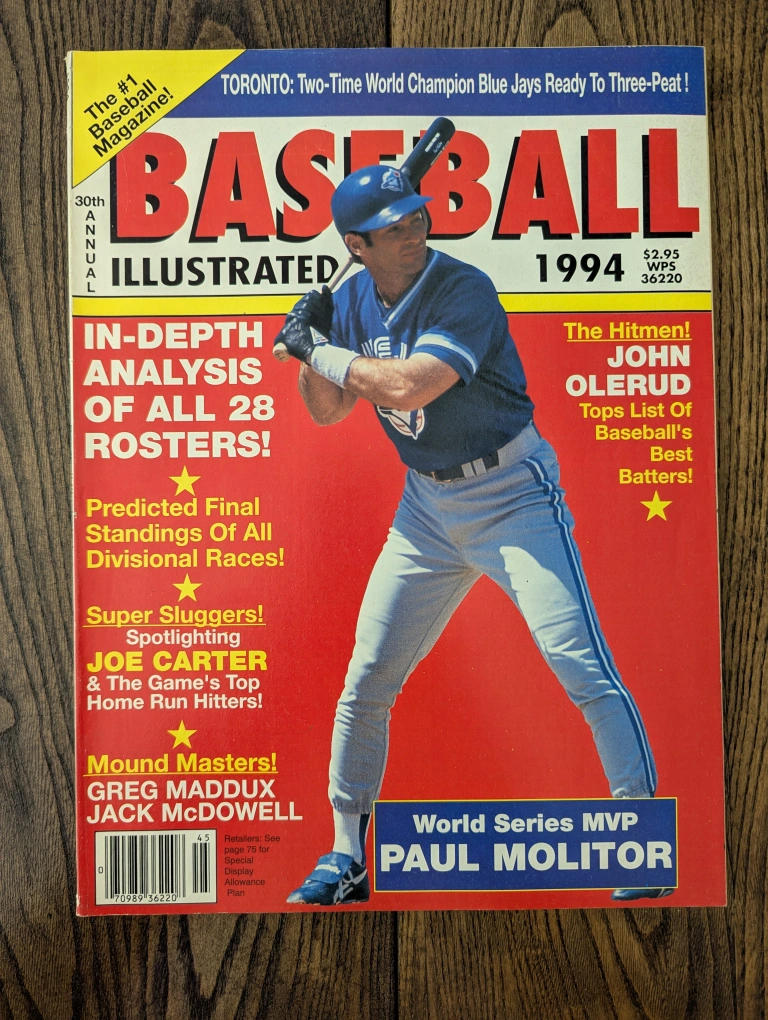 The #1
Baseball
Magazine!
TORONTO: Two-Time World Champion Blue Jays Ready To Three-Peat!
BASEBALL
30th
ANNUAL
ILLUSTRATED
1994
$2.95
WPS
36220
IN-DEPTH
ANALYSIS
OF ALL 28
ROSTERS!
Predicted Final
Standings Of All
Divisional Races!
Super Sluggers!
Spotlighting
JOE CARTER
& The Game's Top
Home Run Hitters!
Mound Masters!
GREG MADDUX
JACK McDOWELL
The Hitmen!
JOHN
OLERUD
Tops List Of
Baseball's
Best
Batters!
World Series MVP
PAUL MOLITOR
45
0
70989 36220
Retailers: See
page 75 for
Special
Display
Allowance
Plan